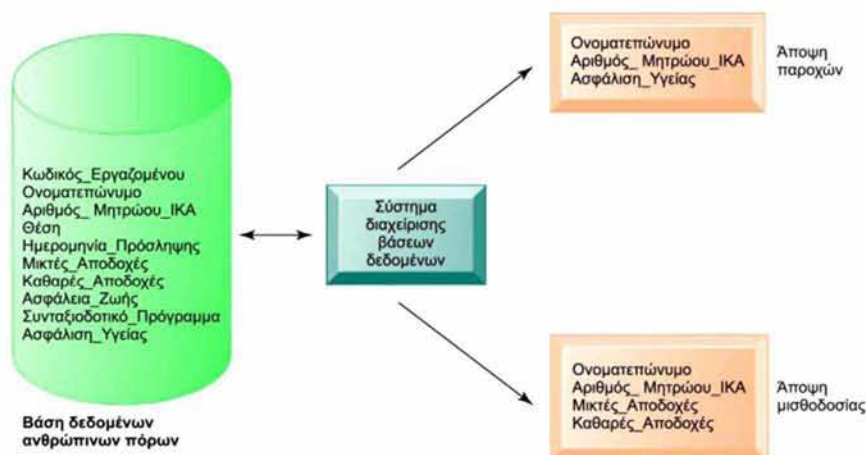 Κωδικός_Εργαζομένου
Ονοματεπώνυμο
Αριθμός_ Μητρώου_ΙΚΑ
Θέση
Ημερομηνία_Πρόσληψης
Μικτές_Αποδοχές
Καθαρές_Αποδοχές
Ασφάλεια_Ζωής
Συνταξιοδοτικό_Πρόγραμμα
Ασφάλιση_Υγείας
Βάση δεδομένων
ανθρώπινων πόρων
Σύστημα
διαχείρισης
βάσεων
δεδομένων
Ονοματεπώνυμο
Αριθμός_ Μητρώου_ΙΚΑ
Ασφάλιση_Υγείας
Άποψη
παροχών
Ονοματεπώνυμο
Αριθμός_ Μητρώου_ΙΚΑ
Μικτές_Αποδοχές
Καθαρές_Αποδοχές
Άποψη
μισθοδοσίας